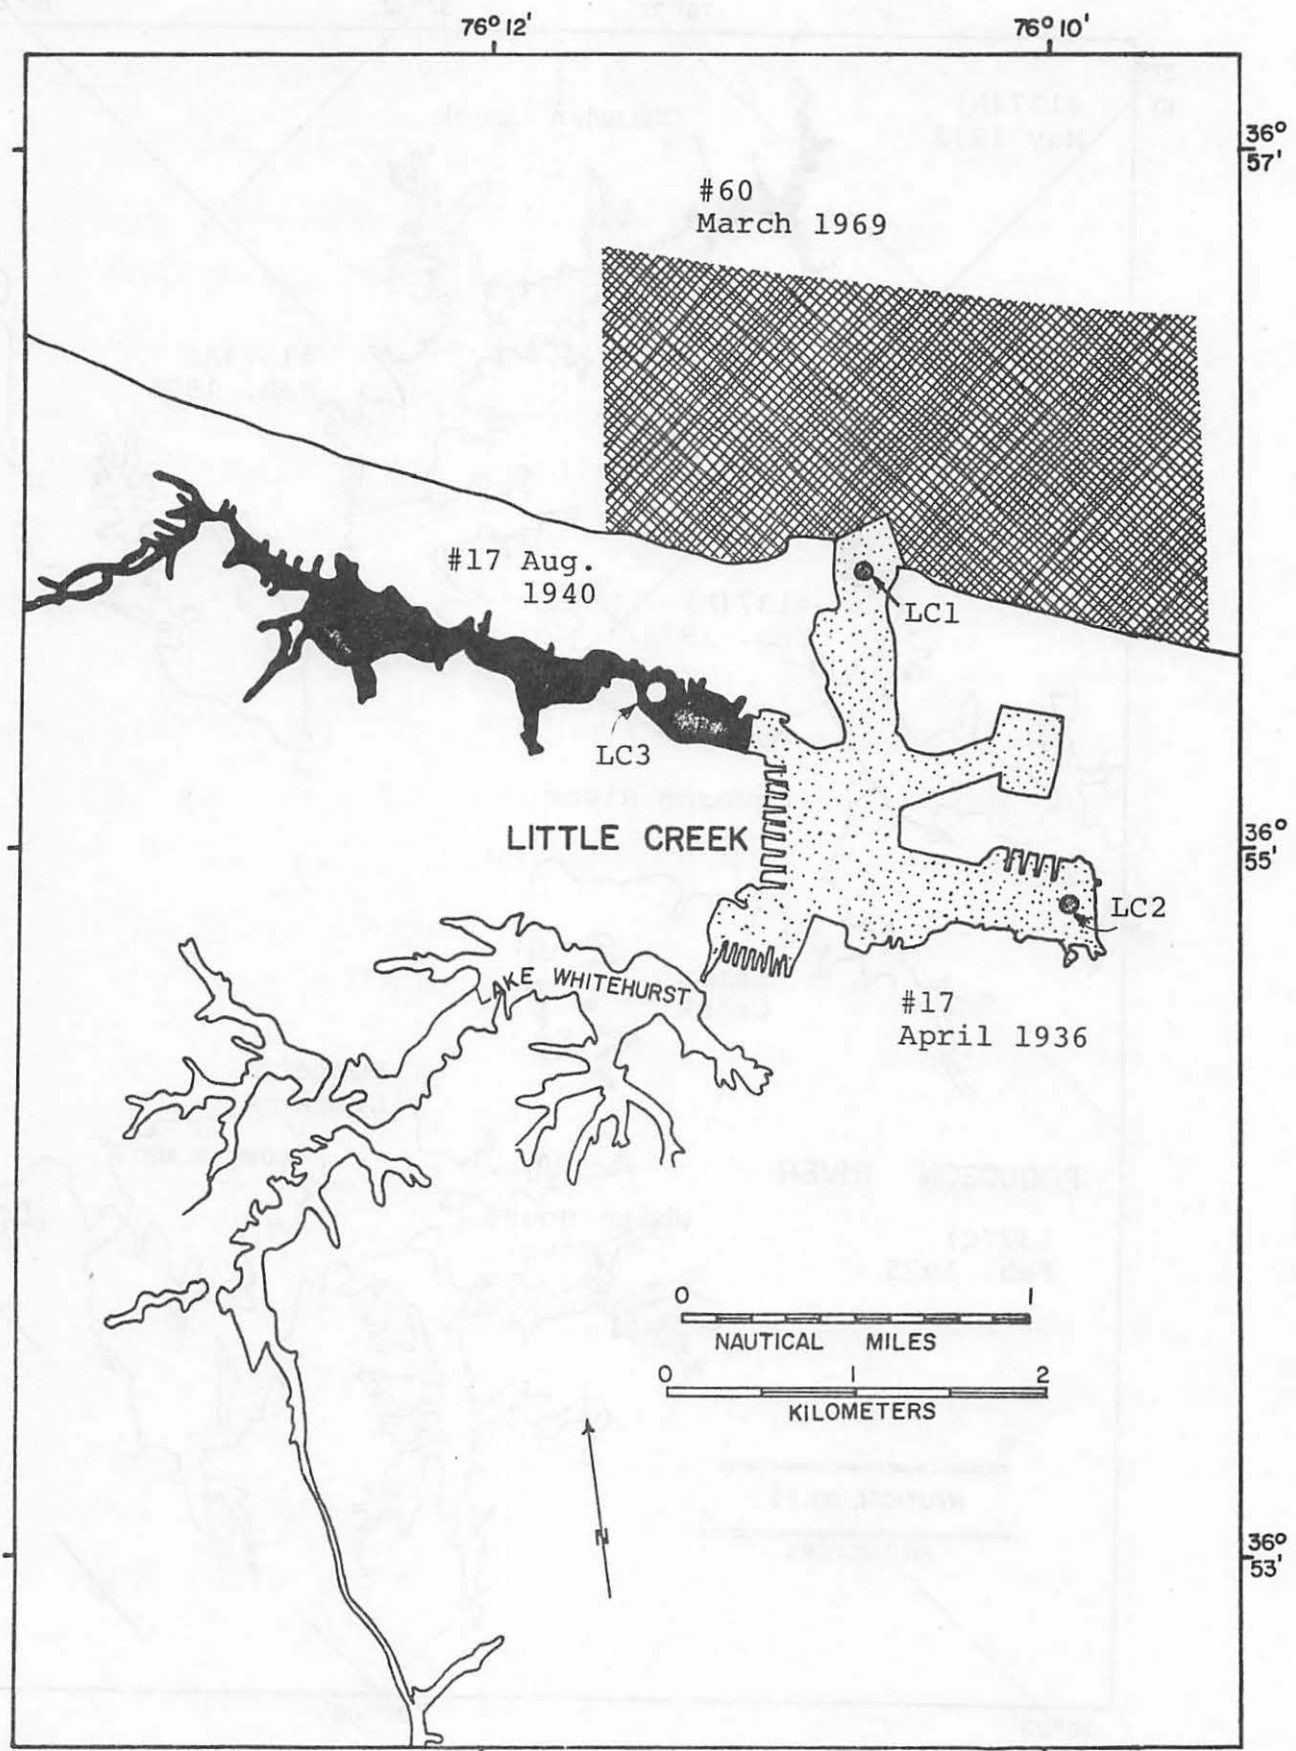 76° 12'
76° 10'
36°
57'
#60
March 1969
#17 Aug.
1940
LC1
LC3
LITTLE CREEK
36°
55'
LC2
LAKE WHITEHURST
#17
April 1936
0 1
NAUTICAL MILES
0 1 2
KILOMETERS
N
36°
53'